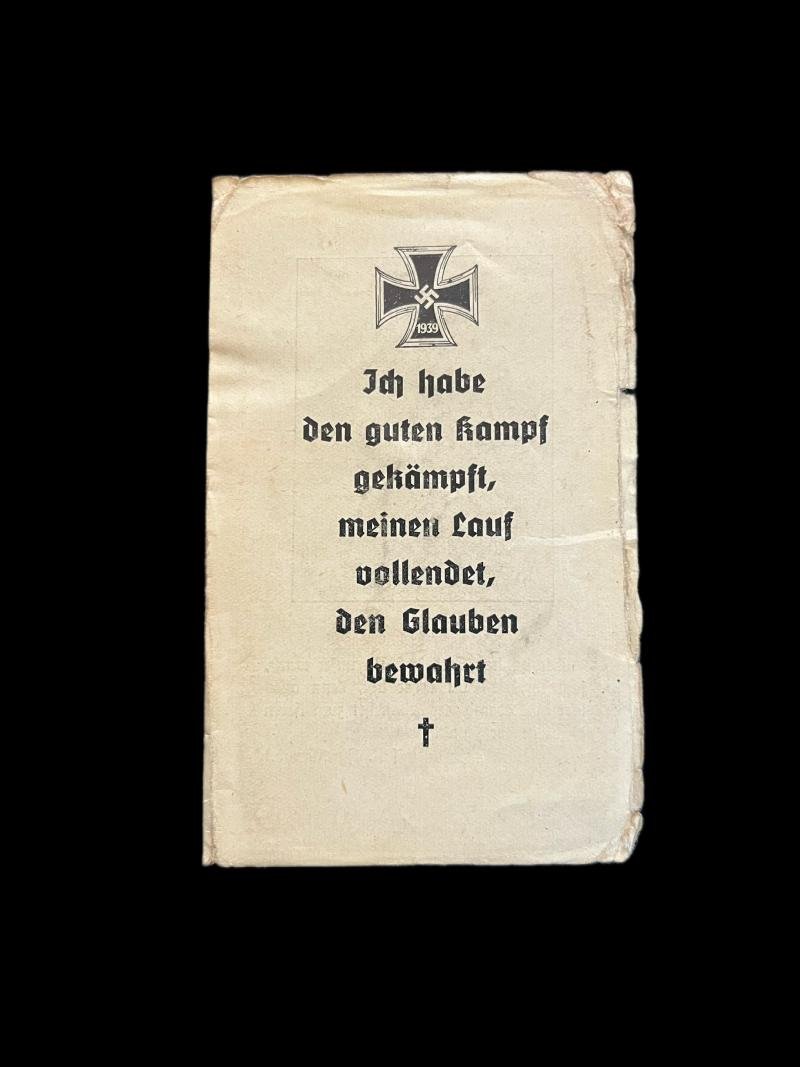 1939
Ich habe
den guten Kampf
gekämpft,
meinen Lauf
vollendet,
den Glauben
bewahrt